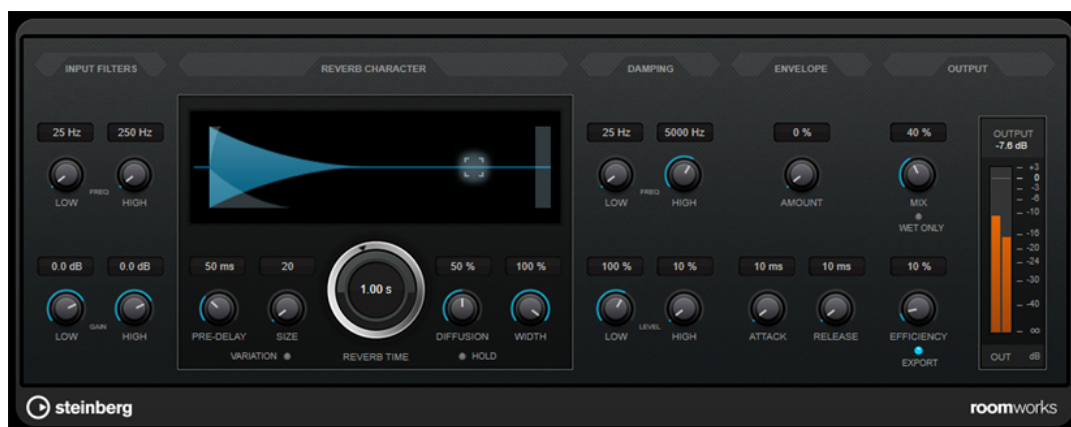 INPUT FILTERS REVERB CHARACTER DAMPING ENVELOPE OUTPUT
25 Hz 250 Hz 25 Hz 5000 Hz 0 % 40 % OUTPUT
-7.6 dB
LOW FREQ HIGH LOW FREQ HIGH AMOUNT MIX
WET ONLY
0.0 dB 0.0 dB 50 ms 20 1.00 s 50 % 100 % 100 % 10 % 10 ms 10 ms 10 %
LOW GAIN HIGH PRE-DELAY SIZE DIFFUSION WIDTH LOW LEVEL HIGH ATTACK RELEASE EFFICIENCY
VARIATION REVERB TIME HOLD EXPORT
+3
0
-3
-6
-10
-16
-20
-24
-30
-40
∞
OUT dB
steinberg roomworks